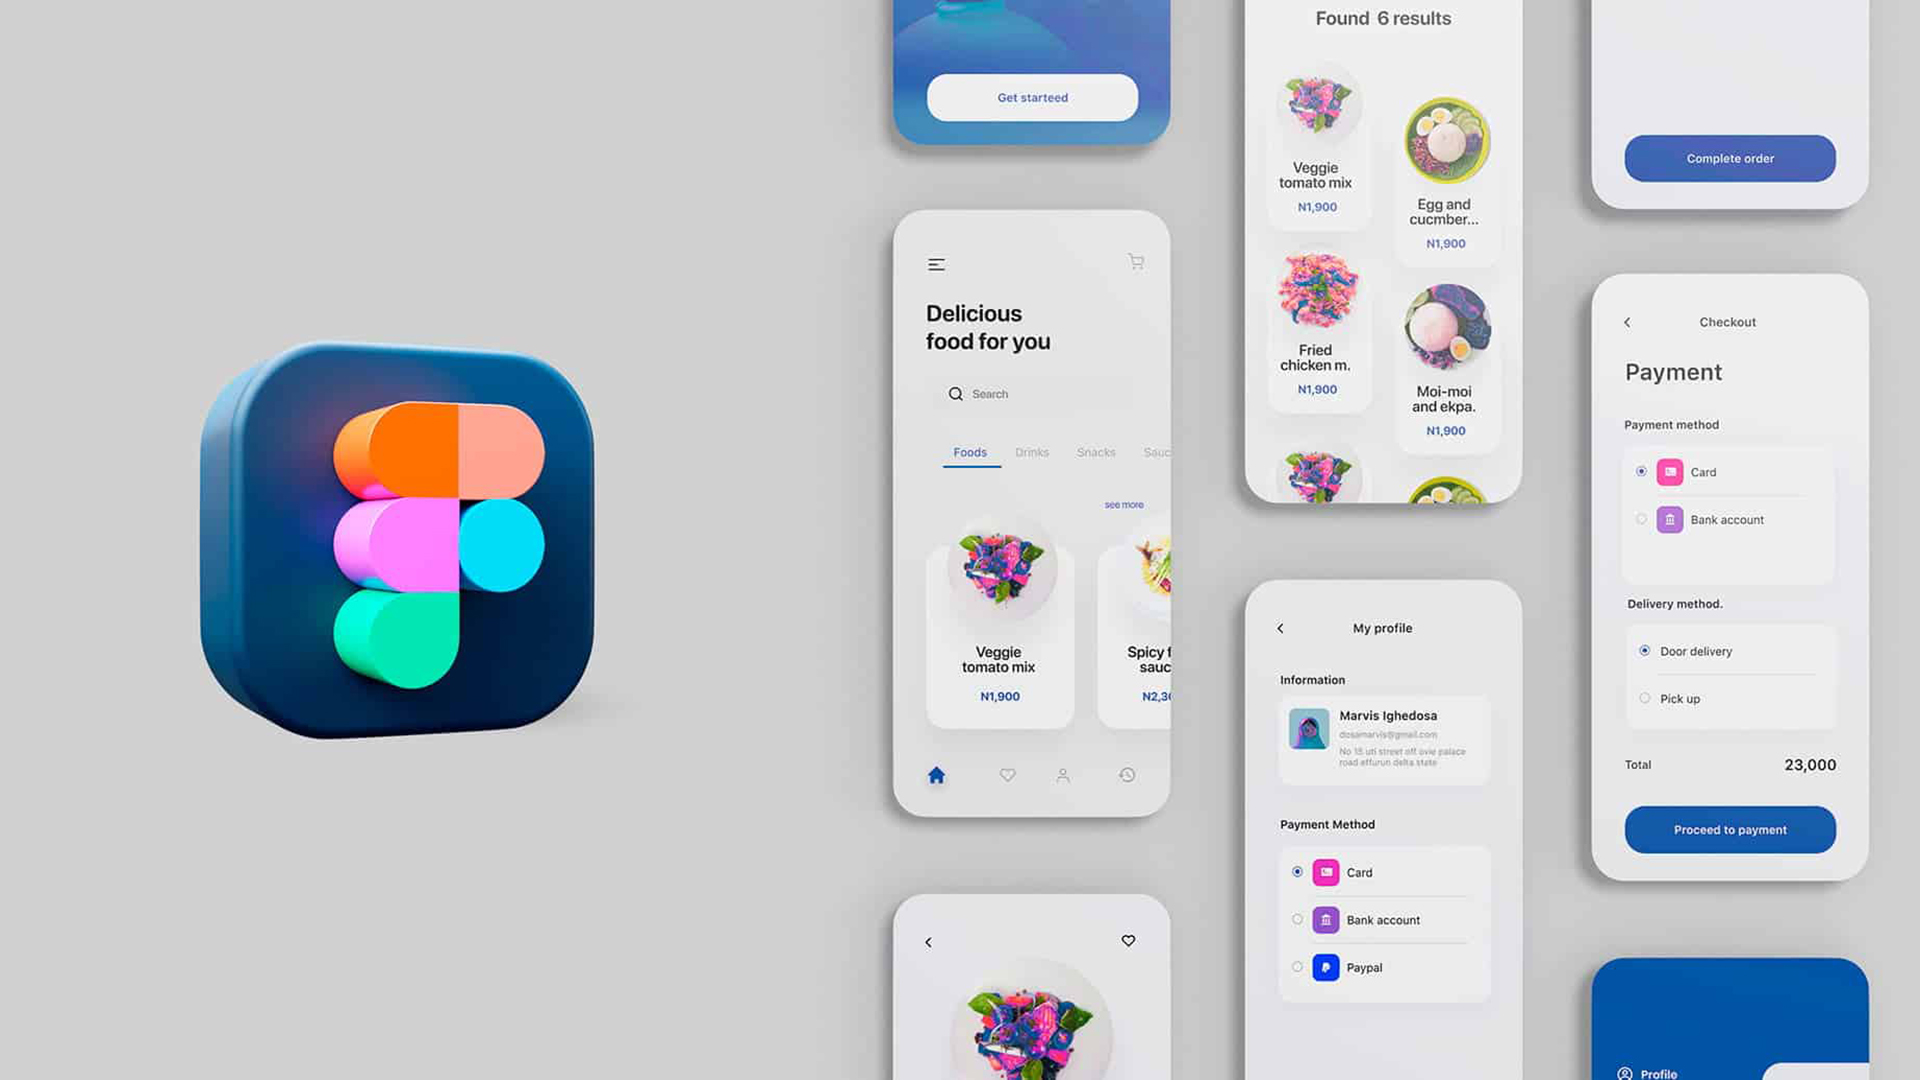 Get starteed
Delicious
food for you
Search
Foods Drinks Snacks Sauc
see more
Veggie
tomato mix
N1,900
Spicy f
sauc
N2,30
Found 6 results
Veggie
tomato mix
N1,900
Egg and
cucmber...
N1,900
Fried
chicken m.
N1,900
Moi-moi
and ekpa.
N1,900
My profile
Information
Marvis Ighedosa
dosamarvis@gmail.com
No 15 uti street off ovie palace
road effurun delta state
Payment Method
Card
Bank account
Paypal
Complete order
Checkout
Payment
Payment method
Card
Bank account
Delivery method.
Door delivery
Pick up
Total 23,000
Proceed to payment
Profile